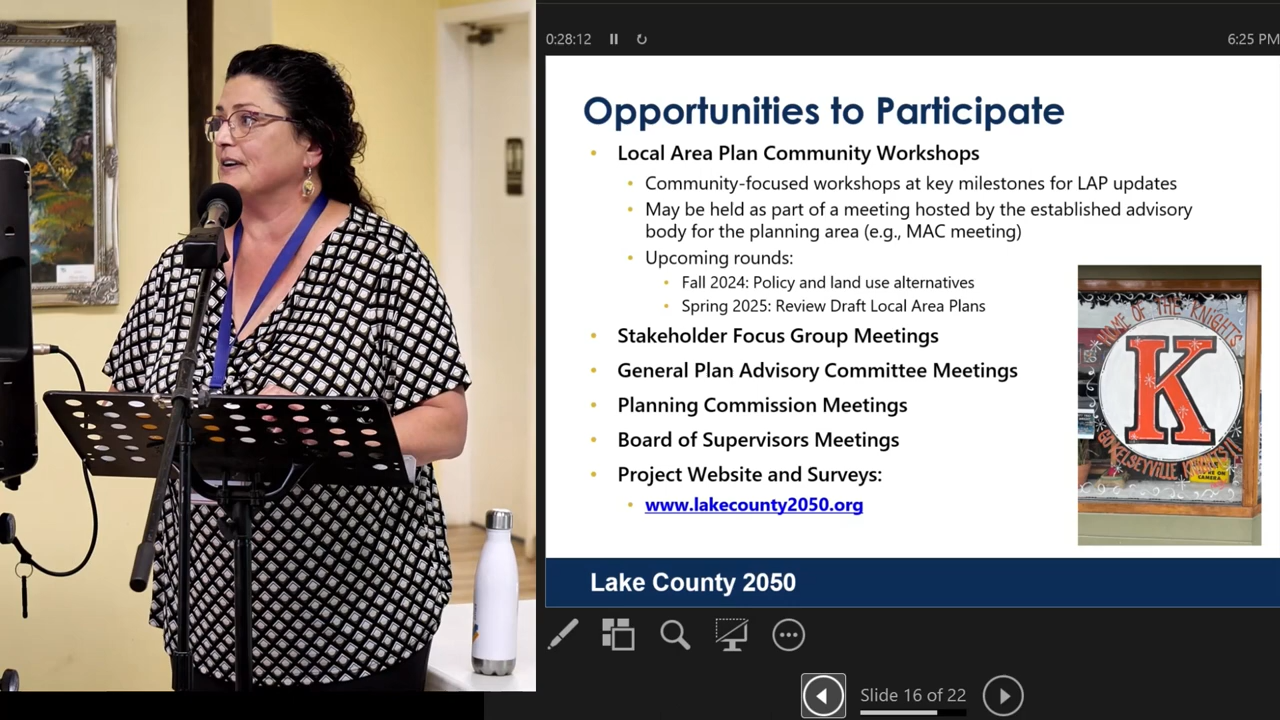 0:28:12
6:25 PM
Opportunities to Participate
Local Area Plan Community Workshops
Community-focused workshops at key milestones for LAP updates
May be held as part of a meeting hosted by the established advisory
body for the planning area (e.g., MAC meeting)
Upcoming rounds:
Fall 2024: Policy and land use alternatives
Spring 2025: Review Draft Local Area Plans
Stakeholder Focus Group Meetings
General Plan Advisory Committee Meetings
Planning Commission Meetings
Board of Supervisors Meetings
Project Website and Surveys:
www.lakecounty2050.org
HOME OF THE KNIGHTS
K
KELSEYVILLE
ON
KAMERA
Lake County 2050
Slide 16 of 22